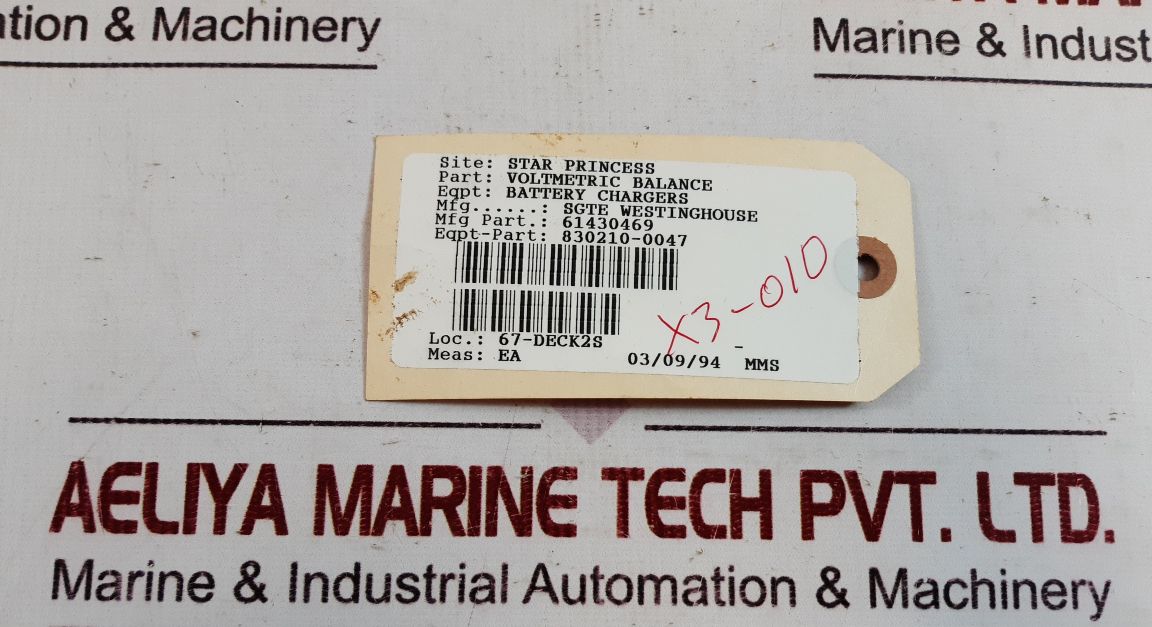 ation & Machinery
Marine & Indust
Site: STAR PRINCESS
Part: VOLTMETRIC BALANCE
Eqpt: BATTERY CHARGERS
Mfg......: SGTE WESTINGHOUSE
Mfg Part.: 61430469
Eqpt-Part: 830210-0047
X3-010
Loc.: 67-DECK2S
Meas: EA 03/09/94 MMS
AELIYA MARINE TECH PVT. LTD.
Marine & Industrial Automation & Machinery